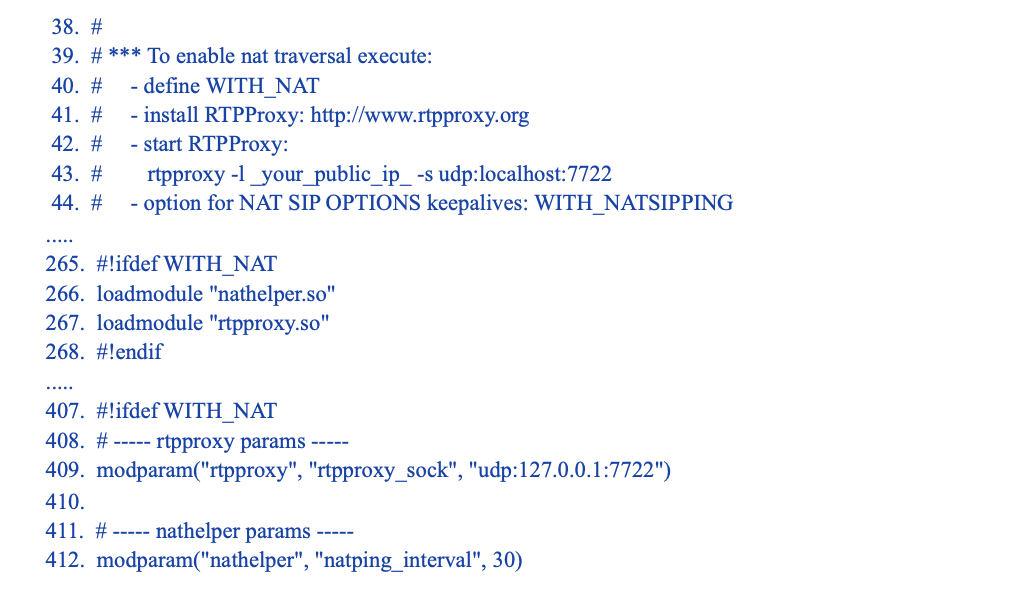 38. #
39. # *** To enable nat traversal execute:
40. # - define WITH_NAT
41. # - install RTPProxy: http://www.rtpproxy.org
42. # - start RTPProxy:
43. # rtpproxy -l _your_public_ip_ -s udp:localhost:7722
44. # - option for NAT SIP OPTIONS keepalives: WITH_NATSIPPING
.....
265. #!ifdef WITH_NAT
266. loadmodule "nathelper.so"
267. loadmodule "rtpproxy.so"
268. #!endif
.....
407. #!ifdef WITH_NAT
408. # ----- rtpproxy params -----
409. modparam("rtpproxy", "rtpproxy_sock", "udp:127.0.0.1:7722")
410.
411. # ----- nathelper params -----
412. modparam("nathelper", "natping_interval", 30)